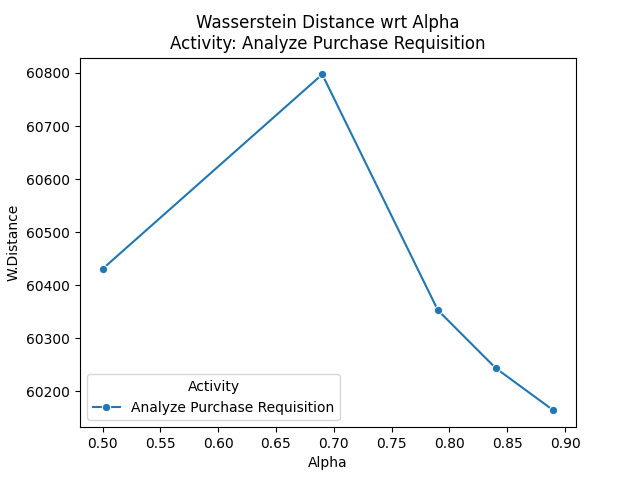 Wasserstein Distance wrt Alpha
Activity: Analyze Purchase Requisition
60800
60700
60600
60500
60400
60300
60200
W.Distance
Activity
Analyze Purchase Requisition
0.50 0.55 0.60 0.65 0.70 0.75 0.80 0.85 0.90
Alpha